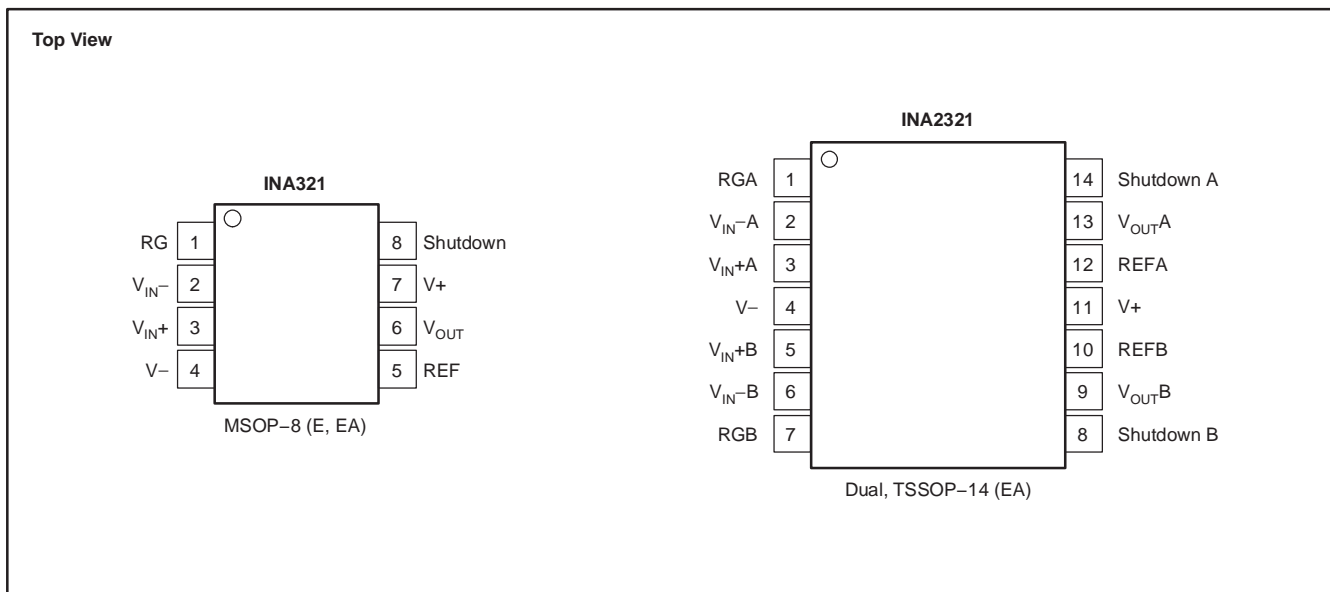 Top View
INA321
RG 1
V_IN− 2
V_IN+ 3
V− 4
8 Shutdown
7 V+
6 V_OUT
5 REF
MSOP−8 (E, EA)
INA2321
RGA 1
V_IN−A 2
V_IN+A 3
V− 4
V_IN+B 5
V_IN−B 6
RGB 7
14 Shutdown A
13 V_OUTA
12 REFA
11 V+
10 REFB
9 V_OUTB
8 Shutdown B
Dual, TSSOP−14 (EA)